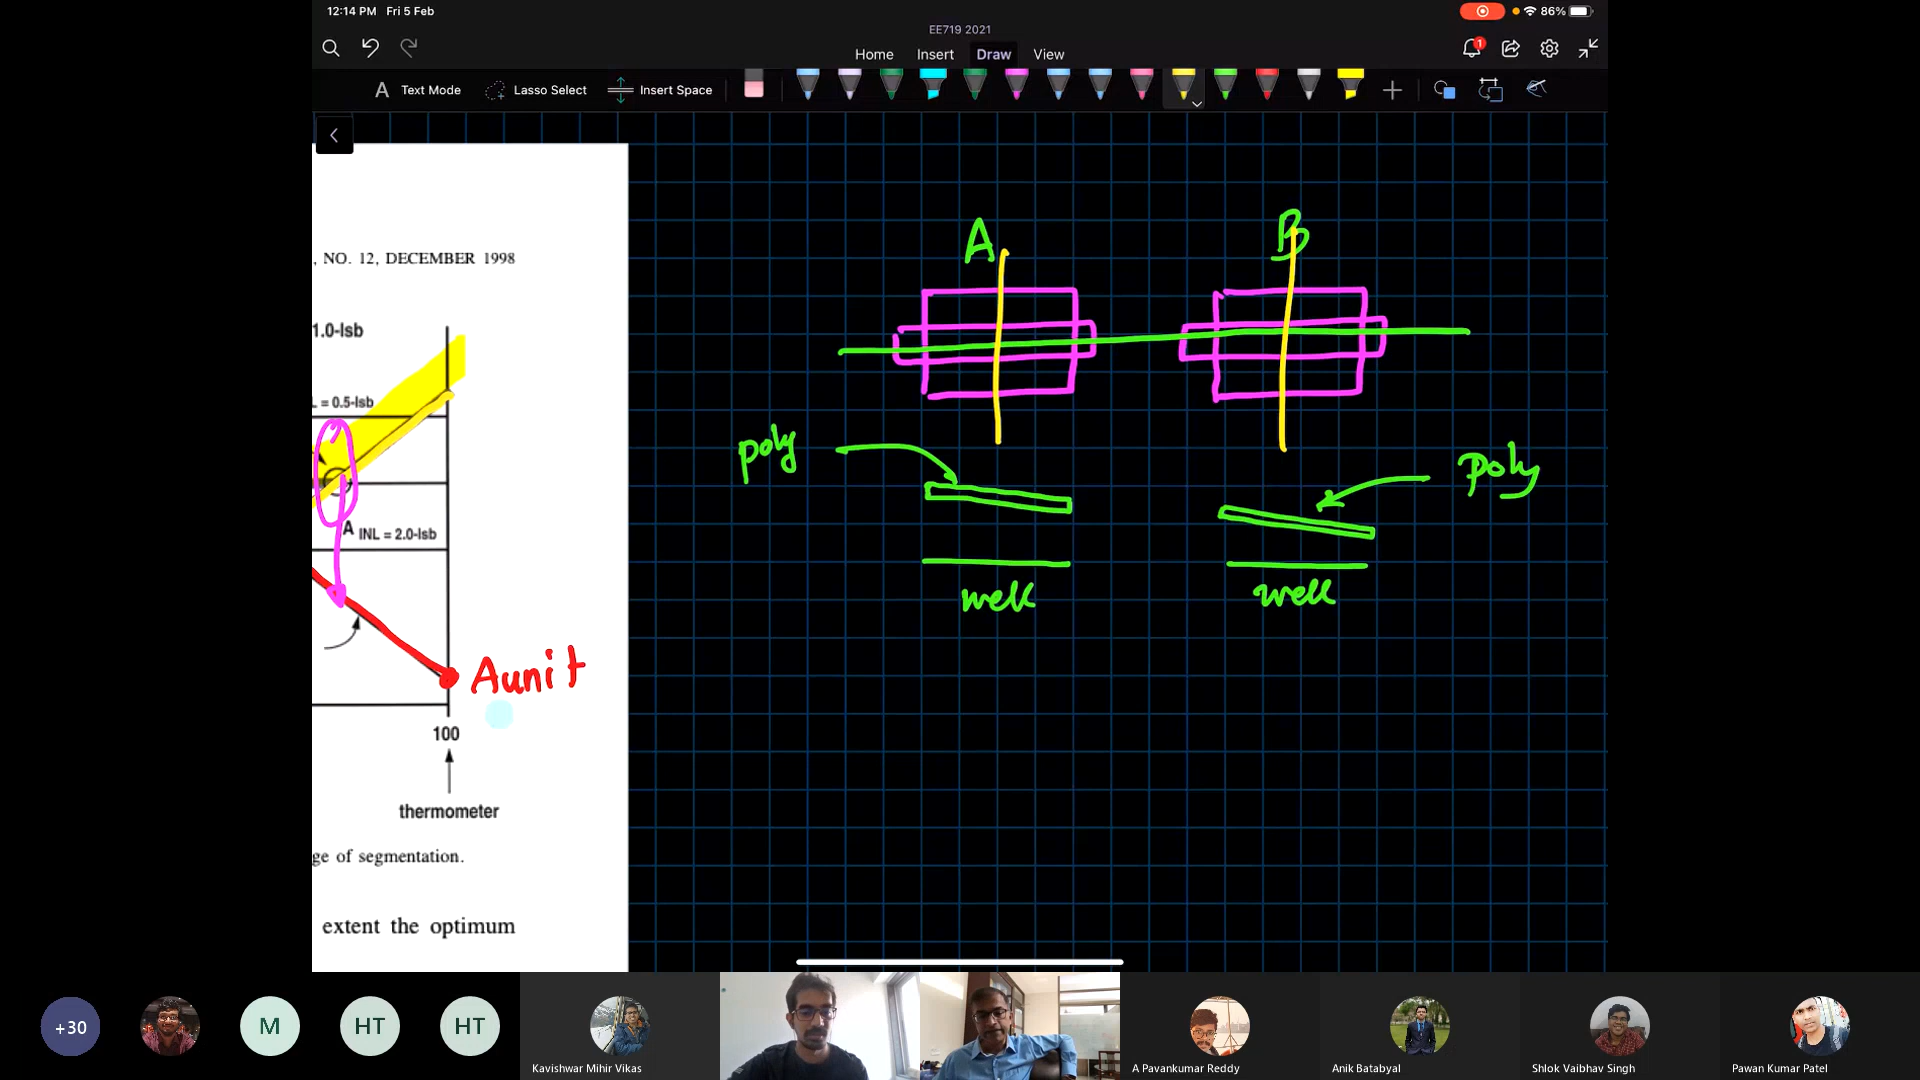 12:14 PM Fri 5 Feb
86%
EE719 2021
Home Insert Draw View
1
A Text Mode Lasso Select Insert Space
, NO. 12, DECEMBER 1998
1.0-lsb
L = 0.5-lsb
A INL = 2.0-lsb
Aunit
100
thermometer
ge of segmentation.
extent the optimum
A B
poly poly
well well
+30 M HT HT
Kavishwar Mihir Vikas
A Pavankumar Reddy
Anik Batabyal
Shlok Vaibhav Singh
Pawan Kumar Patel